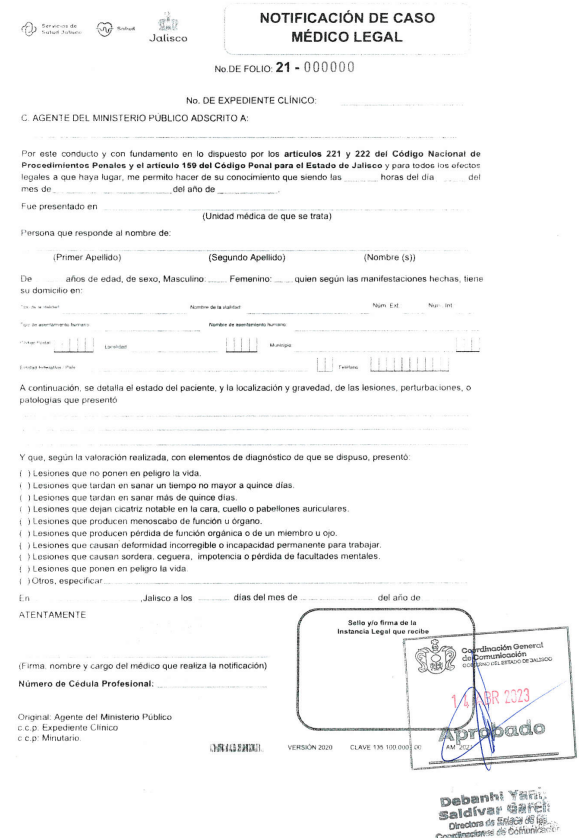 Servicios de
Salud Jalisco
Salud
Jalisco
NOTIFICACIÓN DE CASO
MÉDICO LEGAL
No.DE FOLIO: 21 - 000000
No. DE EXPEDIENTE CLÍNICO:
C. AGENTE DEL MINISTERIO PÚBLICO ADSCRITO A:
Por este conducto y con fundamento en lo dispuesto por los artículos 221 y 222 del Código Nacional de
Procedimientos Penales y el artículo 159 del Código Penal para el Estado de Jalisco y para todos los efectos
legales a que haya lugar, me permito hacer de su conocimiento que siendo las horas del día del
mes de del año de
Fue presentado en
(Unidad médica de que se trata)
Persona que responde al nombre de:
(Primer Apellido) (Segundo Apellido) (Nombre (s))
De años de edad, de sexo, Masculino: Femenino: quien según las manifestaciones hechas, tiene
su domicilio en:
Tipo de la vialidad Nombre de la vialidad Núm. Ext. Núm. Int.
Tipo de asentamiento humano Nombre de asentamiento humano
Código Postal Localidad Municipio
Entidad Federativa / País Teléfono
A continuación, se detalla el estado del paciente, y la localización y gravedad, de las lesiones, perturbaciones, o
patologías que presentó
Y que, según la valoración realizada, con elementos de diagnóstico de que se dispuso, presentó:
( ) Lesiones que no ponen en peligro la vida.
( ) Lesiones que tardan en sanar un tiempo no mayor a quince días.
( ) Lesiones que tardan en sanar más de quince días.
( ) Lesiones que dejan cicatriz notable en la cara, cuello o pabellones auriculares.
( ) Lesiones que producen menoscabo de función u órgano.
( ) Lesiones que producen pérdida de función orgánica o de un miembro u ojo.
( ) Lesiones que causan deformidad incorregible o incapacidad permanente para trabajar.
( ) Lesiones que causan sordera, ceguera, impotencia o pérdida de facultades mentales.
( ) Lesiones que ponen en peligro la vida.
( ) Otros, especificar
En ,Jalisco a los días del mes de del año de
ATENTAMENTE
Sello y/o firma de la
Instancia Legal que recibe
(Firma, nombre y cargo del médico que realiza la notificación)
Número de Cédula Profesional:
Original: Agente del Ministerio Público
c.c.p. Expediente Clínico
c.c.p. Minutario.
VERSIÓN 2020 CLAVE 135 100.000 00 AM 2023
Coordinación General
de Comunicación
GOBIERNO DEL ESTADO DE JALISCO
14 ABR 2023
Aprobado
Debanhi
Saldívar
Directora de Enlace de las
Coordinaciones de Comunicación